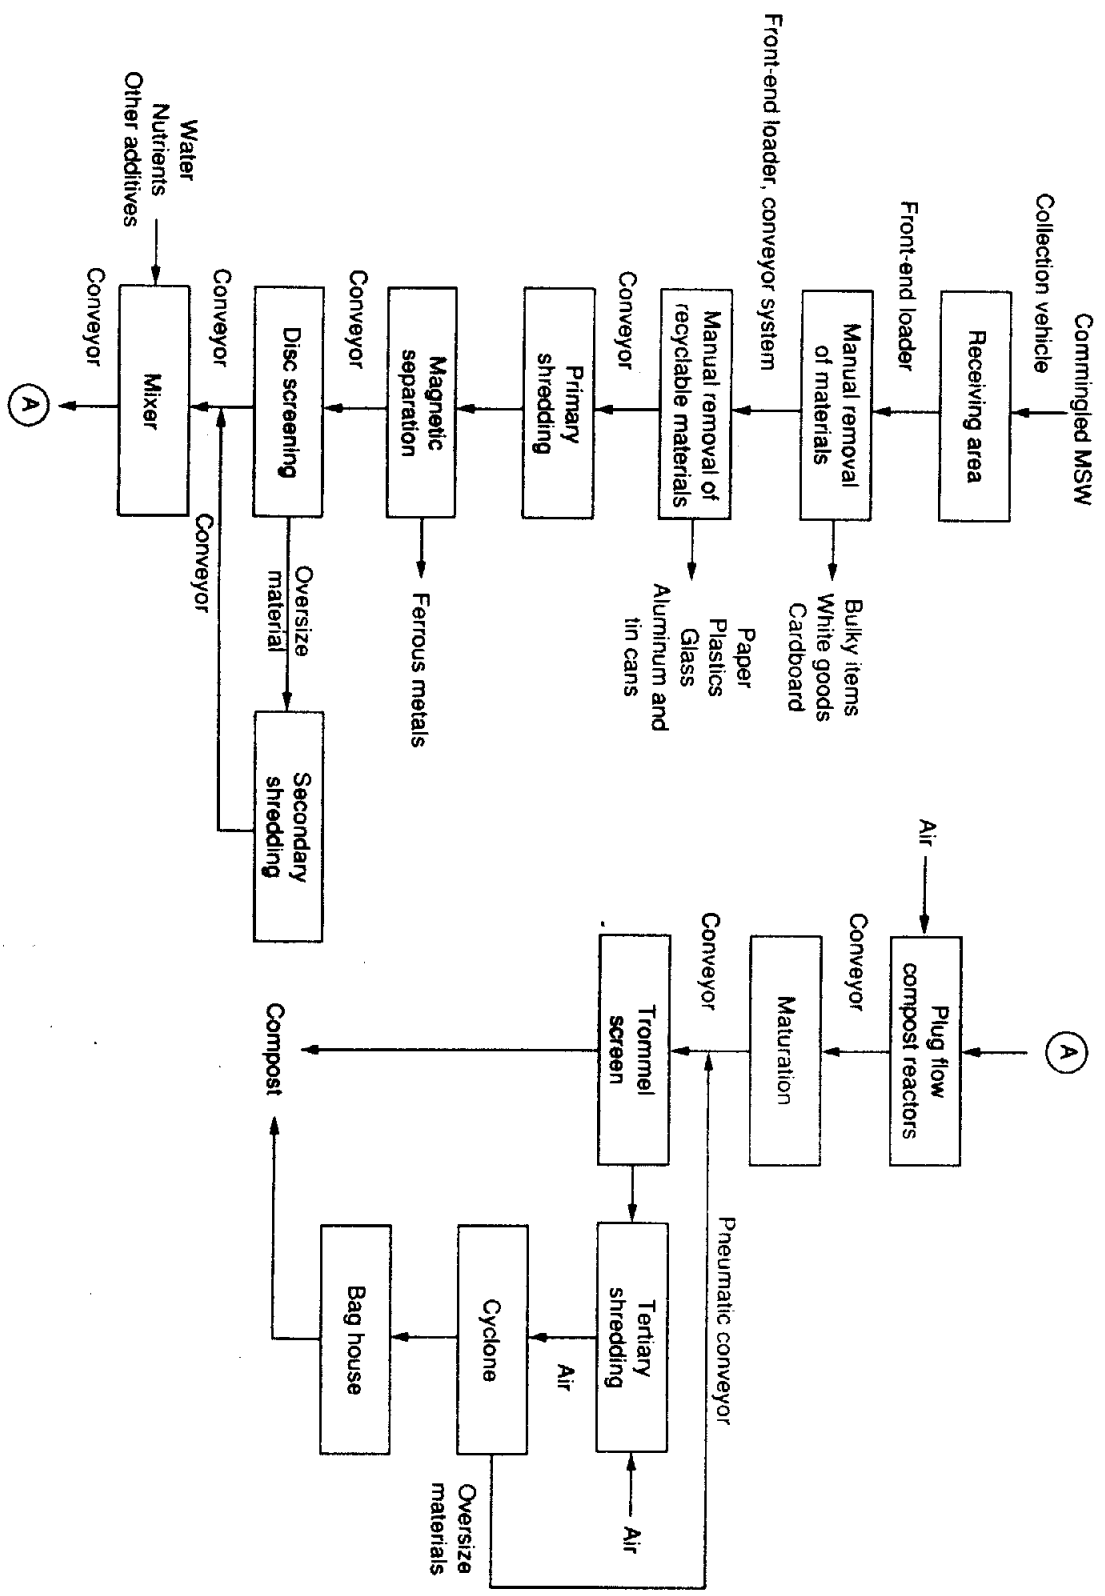 Commingled MSW
Collection vehicle
Receiving area
Front-end loader
Manual removal
of materials
Bulky items
White goods
Cardboard
Front-end loader, conveyor system
Manual removal of
recyclable materials
Paper
Plastics
Glass
Aluminum and
tin cans
Conveyor
Primary
shredding
Magnetic
separation
Ferrous metals
Conveyor
Disc screening
Oversize
material
Secondary
shredding
Conveyor
Conveyor
Water
Nutrients
Other additives
Mixer
Conveyor
A
A
Air
Plug flow
compost reactors
Conveyor
Maturation
Conveyor
Pneumatic conveyor
Trommel
screen
Tertiary
shredding
Air
Air
Cyclone
Oversize
materials
Bag house
Compost